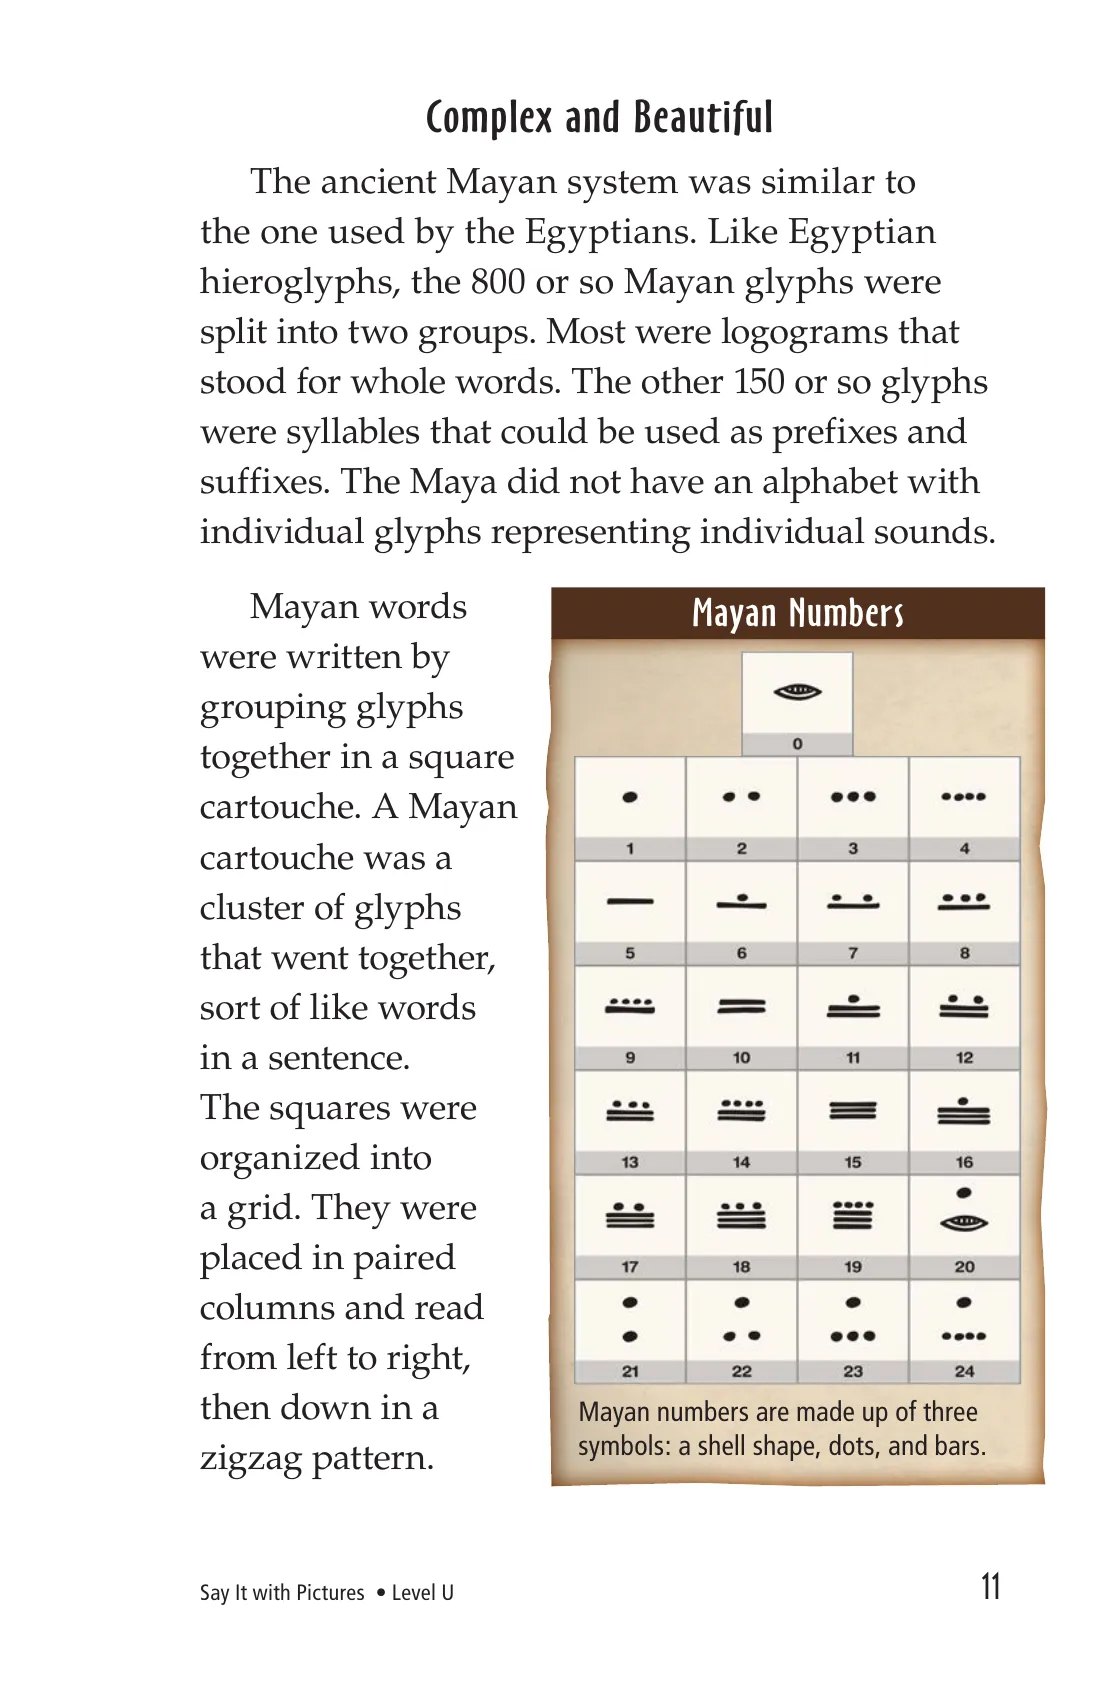 Complex and Beautiful
The ancient Mayan system was similar to
the one used by the Egyptians. Like Egyptian
hieroglyphs, the 800 or so Mayan glyphs were
split into two groups. Most were logograms that
stood for whole words. The other 150 or so glyphs
were syllables that could be used as prefixes and
suffixes. The Maya did not have an alphabet with
individual glyphs representing individual sounds.
Mayan words
were written by
grouping glyphs
together in a square
cartouche. A Mayan
cartouche was a
cluster of glyphs
that went together,
sort of like words
in a sentence.
The squares were
organized into
a grid. They were
placed in paired
columns and read
from left to right,
then down in a
zigzag pattern.
Mayan Numbers
0
1 2 3 4
5 6 7 8
9 10 11 12
13 14 15 16
17 18 19 20
21 22 23 24
Mayan numbers are made up of three
symbols: a shell shape, dots, and bars.
Say It with Pictures • Level U
11